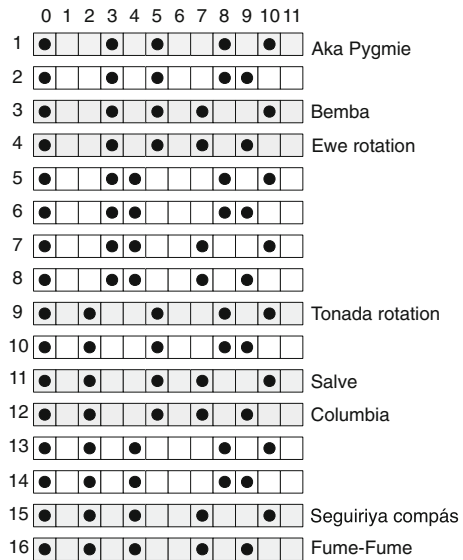 0 1 2 3 4 5 6 7 8 9 10 11
1 Aka Pygmie
2
3 Bemba
4 Ewe rotation
5
6
7
8
9 Tonada rotation
10
11 Salve
12 Columbia
13
14
15 Seguiriya compás
16 Fume-Fume